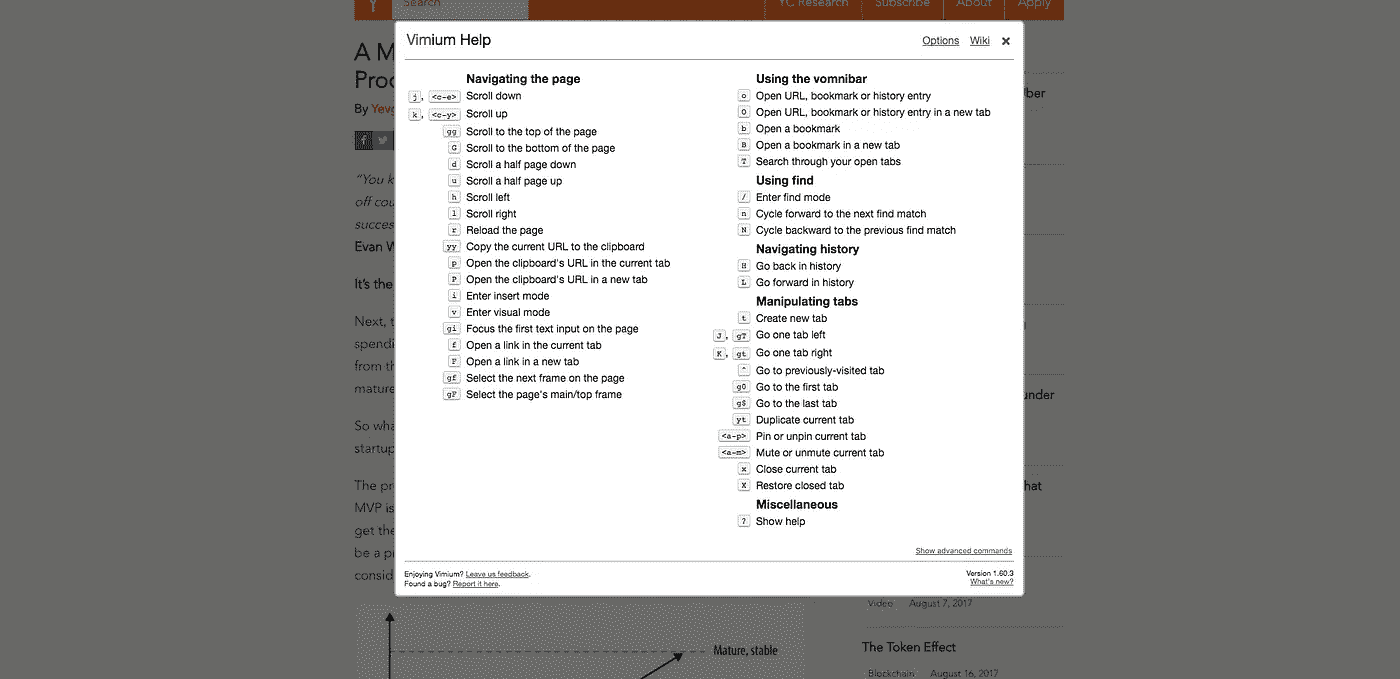 Search
YC Research
Subscribe
About
Apply
Vimium Help
Options
Wiki
A M
Proc
By Yevg
"You k
off cou
succes
Evan W
It's the
Next, t
spendi
from th
mature
So wha
startup
The pr
MVP is
get the
be a p
consid
Navigating the page
j, <c-e> Scroll down
k, <c-y> Scroll up
gg Scroll to the top of the page
G Scroll to the bottom of the page
d Scroll a half page down
u Scroll a half page up
h Scroll left
l Scroll right
r Reload the page
yy Copy the current URL to the clipboard
p Open the clipboard's URL in the current tab
P Open the clipboard's URL in a new tab
i Enter insert mode
v Enter visual mode
gi Focus the first text input on the page
f Open a link in the current tab
F Open a link in a new tab
gf Select the next frame on the page
gF Select the page's main/top frame
Using the vomnibar
o Open URL, bookmark or history entry
O Open URL, bookmark or history entry in a new tab
b Open a bookmark
B Open a bookmark in a new tab
T Search through your open tabs
Using find
/ Enter find mode
n Cycle forward to the next find match
N Cycle backward to the previous find match
Navigating history
H Go back in history
L Go forward in history
Manipulating tabs
t Create new tab
J, gT Go one tab left
K, gt Go one tab right
^ Go to previously-visited tab
g0 Go to the first tab
g$ Go to the last tab
yt Duplicate current tab
<a-p> Pin or unpin current tab
<a-m> Mute or unmute current tab
x Close current tab
X Restore closed tab
Miscellaneous
? Show help
Show advanced commands
Enjoying Vimium? Leave us feedback.
Found a bug? Report it here.
Version 1.60.3
What's new?
ber
under
hat
Video August 7, 2017
The Token Effect
Blockchain August 16, 2017
Mature, stable